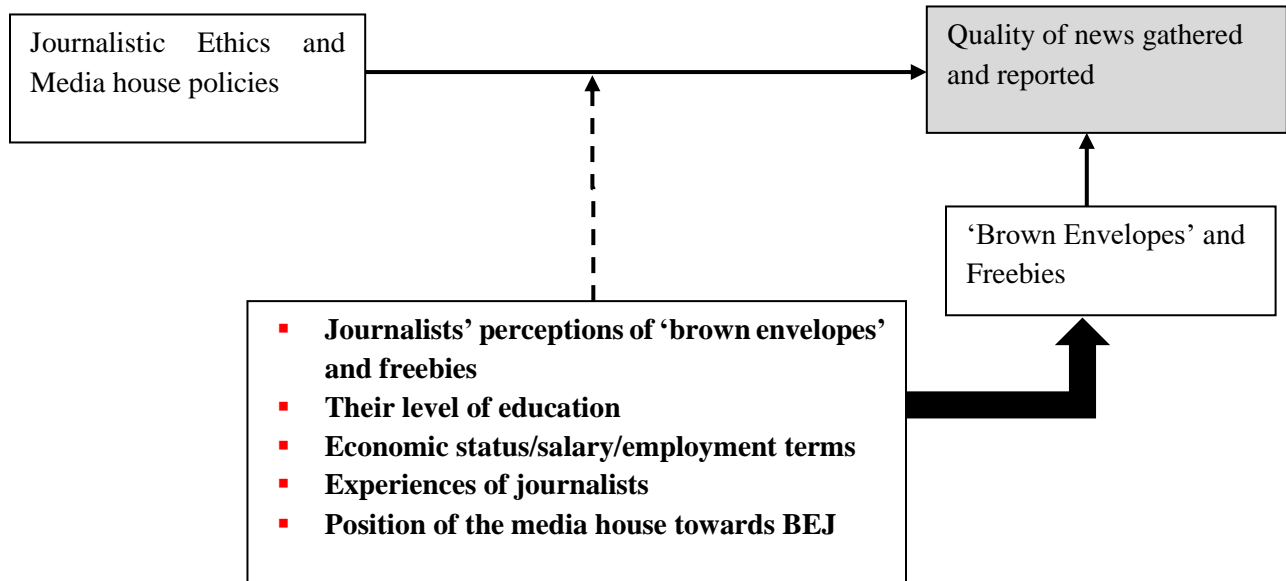 Journalistic Ethics and
Media house policies
Quality of news gathered
and reported
‘Brown Envelopes’ and
Freebies
▪ Journalists’ perceptions of ‘brown envelopes’
and freebies
▪ Their level of education
▪ Economic status/salary/employment terms
▪ Experiences of journalists
▪ Position of the media house towards BEJ